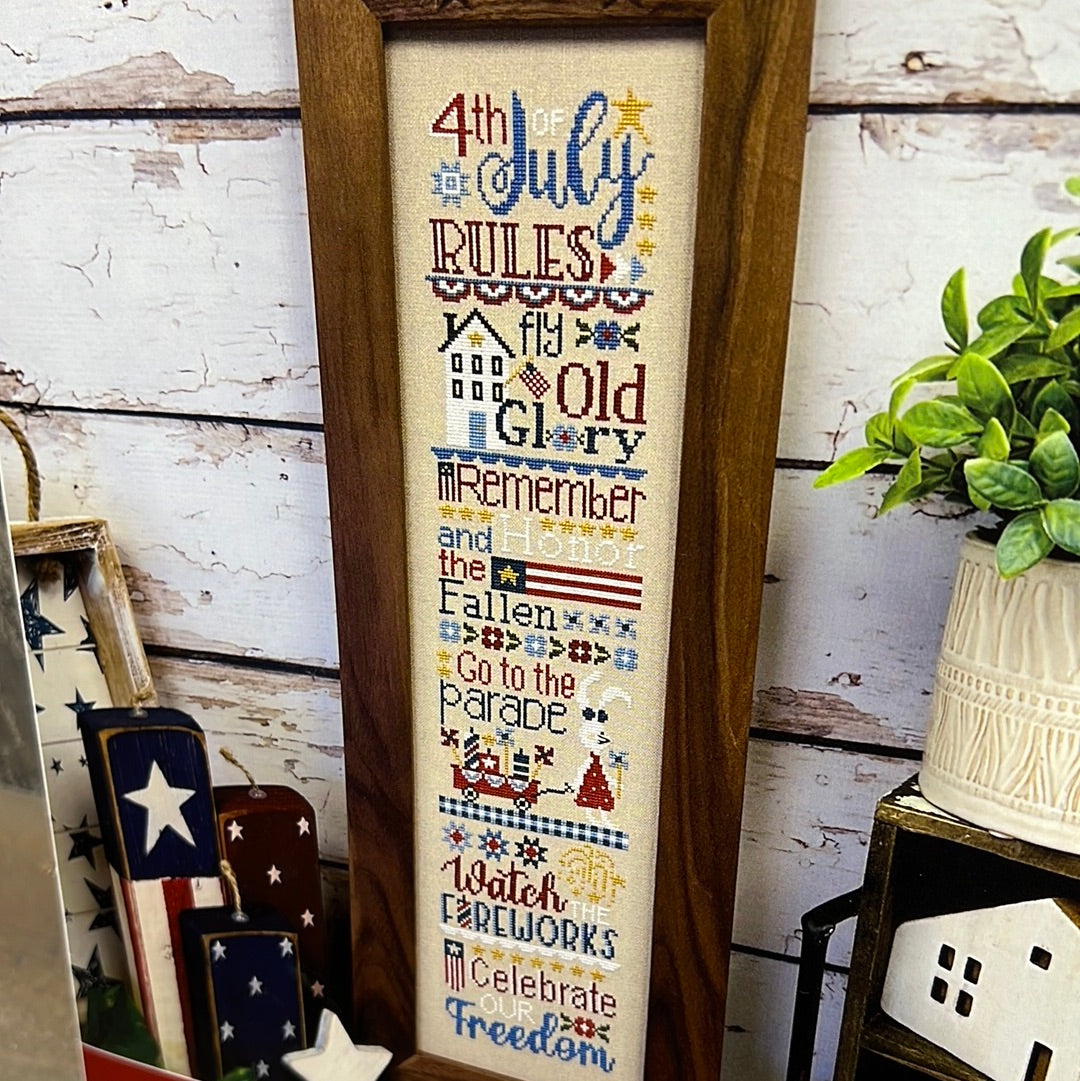 4th OF
July
RULES
fly
Old
Glory
Remember
and Honor
the
Fallen
Go to the
parade
Watch
THE
FIREWORKS
Celebrate
OUR
Freedom